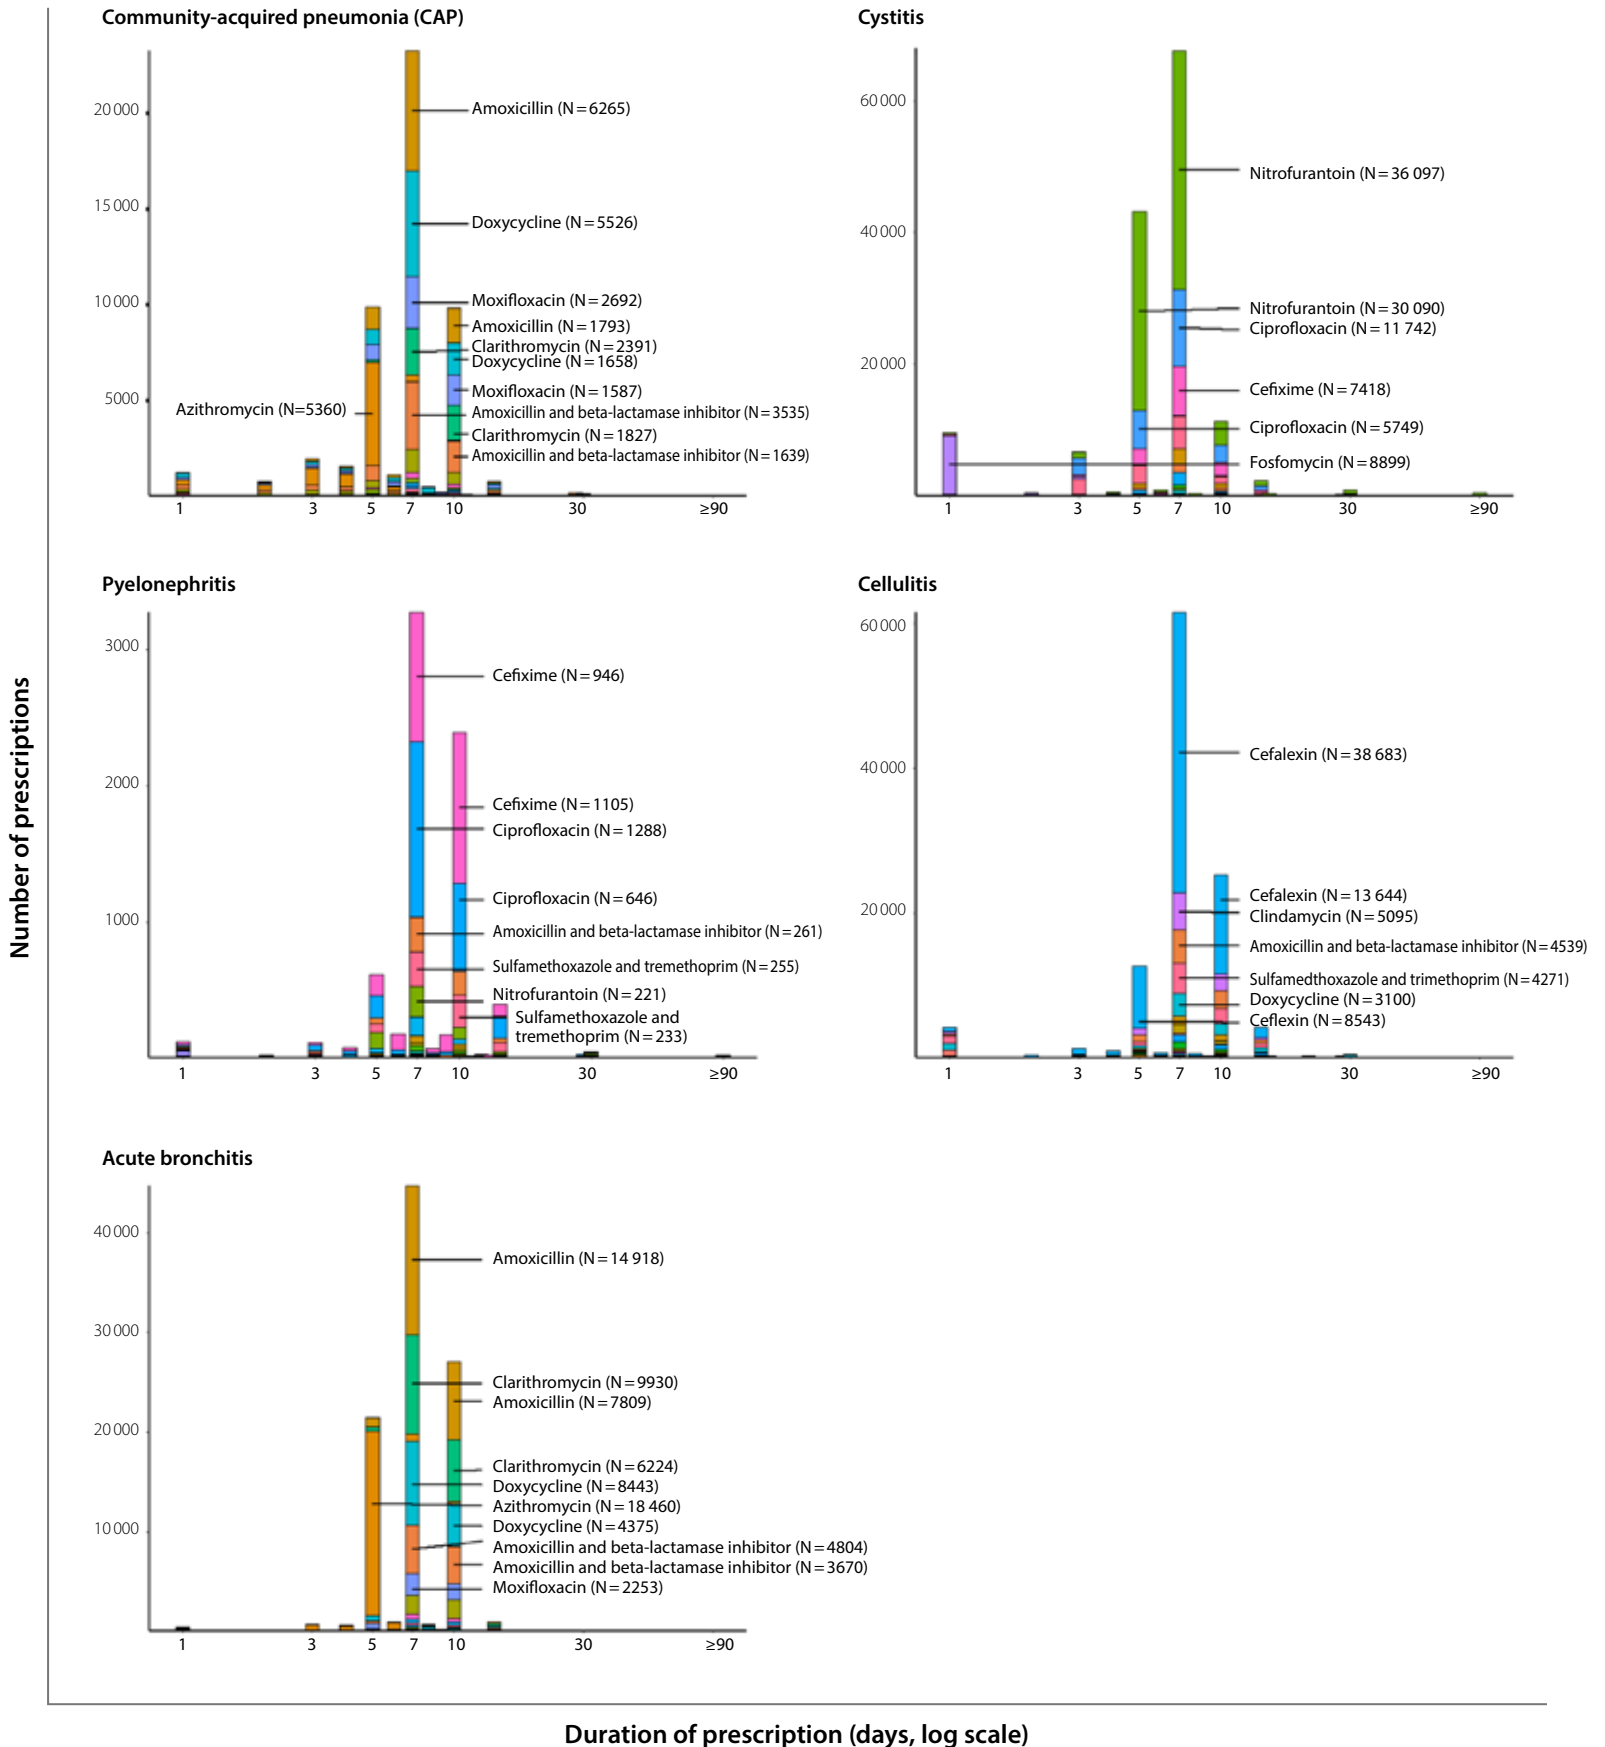 Community-acquired pneumonia (CAP)
20 000
15 000
10 000
5000
Amoxicillin (N = 6265)
Doxycycline (N = 5526)
Moxifloxacin (N = 2692)
Amoxicillin (N = 1793)
Clarithromycin (N = 2391)
Doxycycline (N = 1658)
Moxifloxacin (N = 1587)
Azithromycin (N=5360)
Amoxicillin and beta-lactamase inhibitor (N = 3535)
Clarithromycin (N = 1827)
Amoxicillin and beta-lactamase inhibitor (N = 1639)
1 3 5 7 10 30 ≥90
Cystitis
60 000
40 000
20 000
Nitrofurantoin (N = 36 097)
Nitrofurantoin (N = 30 090)
Ciprofloxacin (N = 11 742)
Cefixime (N = 7418)
Ciprofloxacin (N = 5749)
Fosfomycin (N = 8899)
1 3 5 7 10 30 ≥90
Pyelonephritis
3000
2000
1000
Cefixime (N = 946)
Cefixime (N = 1105)
Ciprofloxacin (N = 1288)
Ciprofloxacin (N = 646)
Amoxicillin and beta-lactamase inhibitor (N = 261)
Sulfamethoxazole and tremethoprim (N = 255)
Nitrofurantoin (N = 221)
Sulfamethoxazole and
tremethoprim (N = 233)
1 3 5 7 10 30 ≥90
Cellulitis
60 000
40 000
20 000
Cefalexin (N = 38 683)
Cefalexin (N = 13 644)
Clindamycin (N = 5095)
Amoxicillin and beta-lactamase inhibitor (N = 4539)
Sulfamedthoxazole and trimethoprim (N = 4271)
Doxycycline (N = 3100)
Ceflexin (N = 8543)
1 3 5 7 10 30 ≥90
Acute bronchitis
40 000
30 000
20 000
10 000
Amoxicillin (N = 14 918)
Clarithromycin (N = 9930)
Amoxicillin (N = 7809)
Clarithromycin (N = 6224)
Doxycycline (N = 8443)
Azithromycin (N = 18 460)
Doxycycline (N = 4375)
Amoxicillin and beta-lactamase inhibitor (N = 4804)
Amoxicillin and beta-lactamase inhibitor (N = 3670)
Moxifloxacin (N = 2253)
1 3 5 7 10 30 ≥90
Number of prescriptions
Duration of prescription (days, log scale)